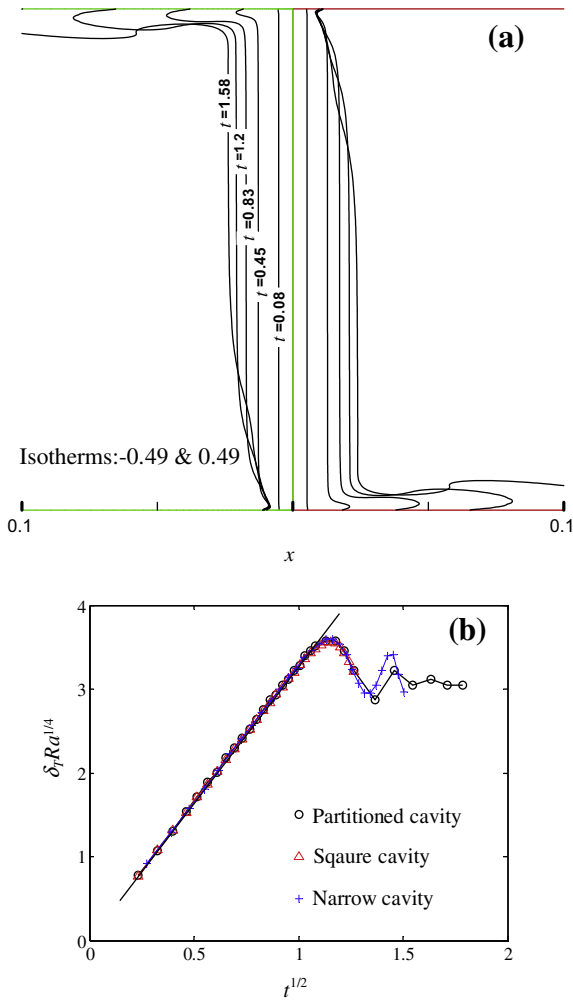 (a)
t =1.58
t =1.2
t =0.83
t =0.45
t =0.08
Isotherms:-0.49 & 0.49
0.1
0.1
x
4
3
2
1
0
(b)
δTRa1/4
Partitioned cavity
Sqaure cavity
Narrow cavity
0
0.5
1
1.5
2
t1/2